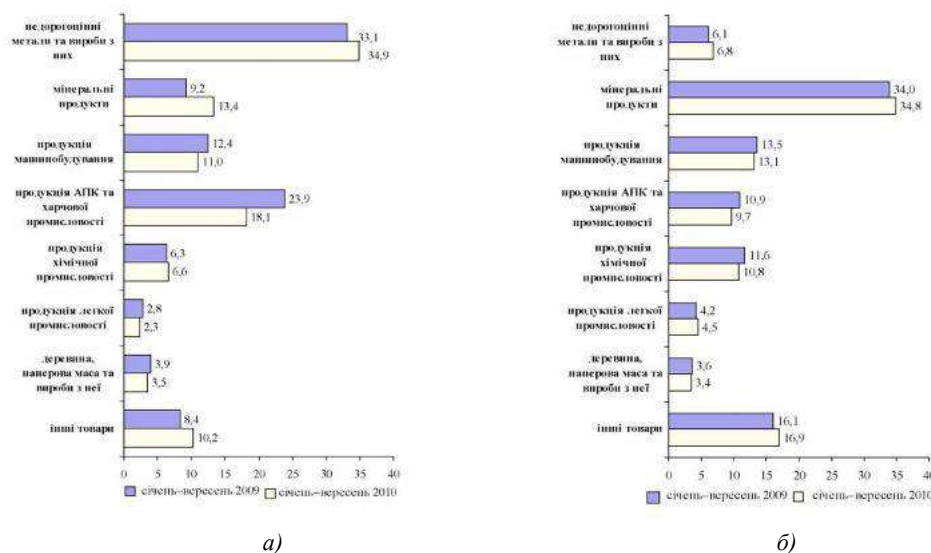 недорогоцінні
метали та вироби з
них
33,1
34,9
мінеральні
продукти
9,2
13,4
продукція
машинобудування
12,4
11,0
продукція АПК та
харчової
промисловості
23,9
18,1
продукція
хімічної
промисловості
6,3
6,6
продукція легкої
промисловості
2,8
2,3
деревина,
паперова маса та
вироби з неї
3,9
3,5
інші товари
8,4
10,2
0 5 10 15 20 25 30 35 40
січень–вересень 2009 січень–вересень 2010
а)
недорогоцінні
метали та вироби з
них
6,1
6,8
мінеральні
продукти
34,0
34,8
продукція
машинобудування
13,5
13,1
продукція АПК та
харчової
промисловості
10,9
9,7
продукція
хімічної
промисловості
11,6
10,8
продукція легкої
промисловості
4,2
4,5
деревина,
паперова маса та
вироби з неї
3,6
3,4
інші товари
16,1
16,9
0 5 10 15 20 25 30 35 40
січень–вересень 2009 січень–вересень 2010
б)